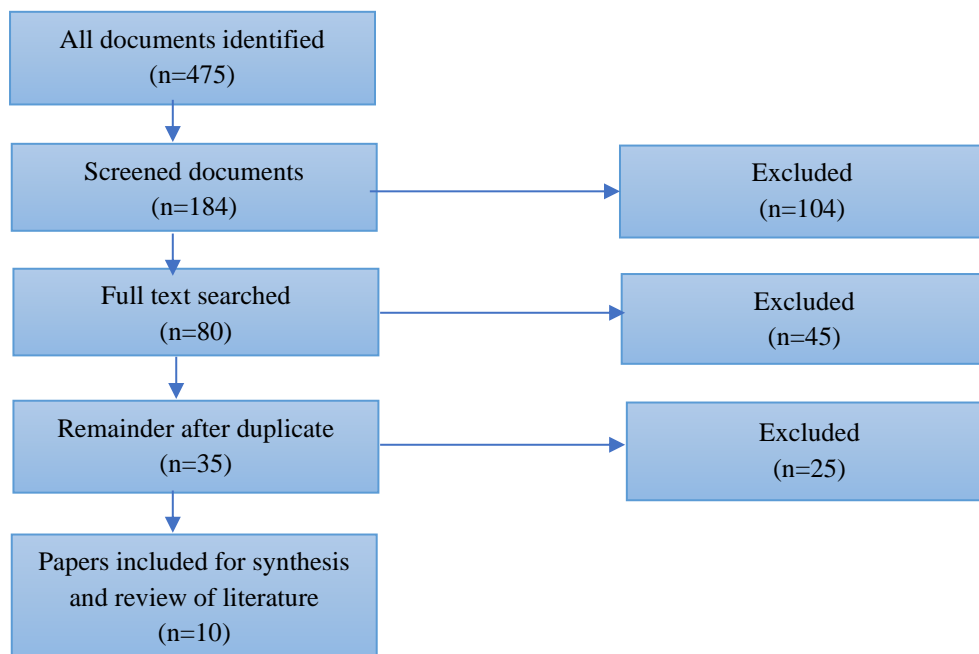 All documents identified
(n=475)
Screened documents
(n=184)
Excluded
(n=104)
Full text searched
(n=80)
Excluded
(n=45)
Remainder after duplicate
(n=35)
Excluded
(n=25)
Papers included for synthesis
and review of literature
(n=10)